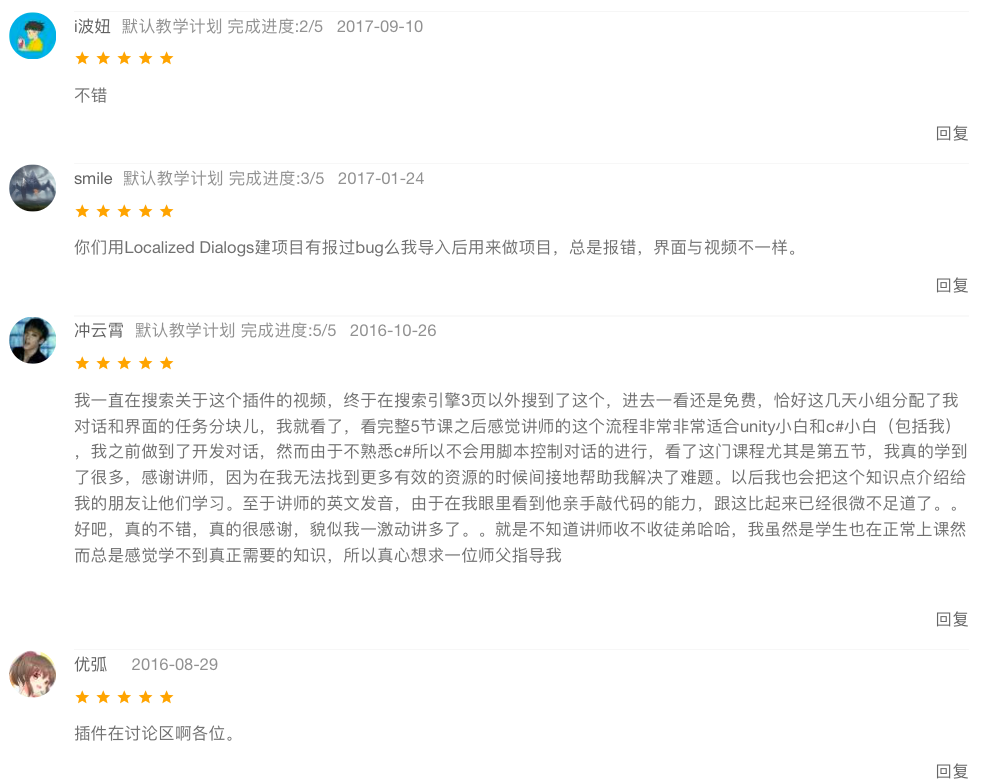 i波妞 默认教学计划 完成进度:2/5 2017-09-10
不错
回复
smile 默认教学计划 完成进度:3/5 2017-01-24
你们用Localized Dialogs建项目有报过bug么我导入后用来做项目，总是报错，界面与视频不一样。
回复
冲云霄 默认教学计划 完成进度:5/5 2016-10-26
我一直在搜索关于这个插件的视频，终于在搜索引擎3页以外搜到了这个，进去一看还是免费，恰好这几天小组分配了我
对话和界面的任务分块儿，我就看了，看完整5节课之后感觉讲师的这个流程非常非常适合unity小白和c#小白（包括我）
，我之前做到了开发对话，然而由于不熟悉c#所以不会用脚本控制对话的进行，看了这门课程尤其是第五节，我真的学到
了很多，感谢讲师，因为在我无法找到更多有效的资源的时候间接地帮助我解决了难题。以后我也会把这个知识点介绍给
我的朋友让他们学习。至于讲师的英文发音，由于在我眼里看到他亲手敲代码的能力，跟这比起来已经很微不足道了。。
好吧，真的不错，真的很感谢，貌似我一激动讲多了。。就是不知道讲师收不收徒弟哈哈，我虽然是学生也在正常上课然
而总是感觉学不到真正需要的知识，所以真心想求一位师父指导我
回复
优弧 2016-08-29
插件在讨论区啊各位。
回复